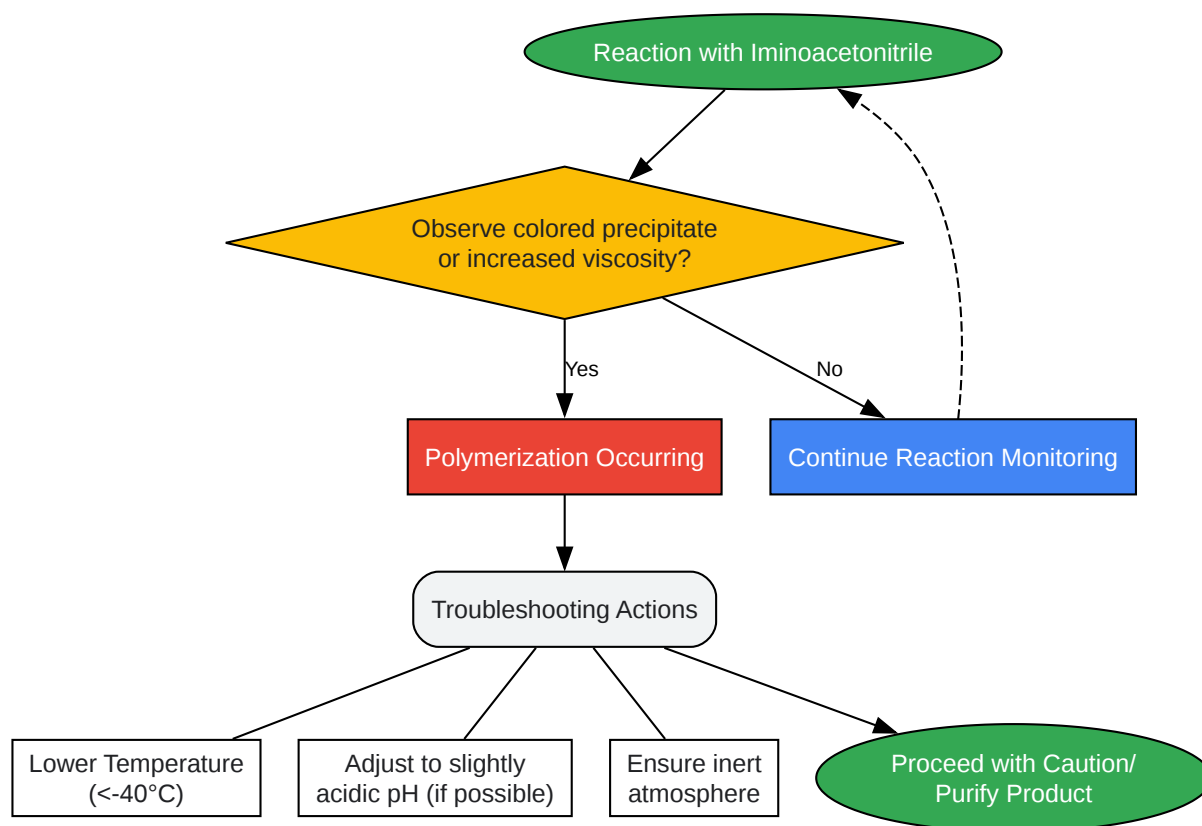 Reaction with Iminoacetonitrile
Observe colored precipitate
or increased viscosity?
Yes
No
Polymerization Occurring
Continue Reaction Monitoring
Troubleshooting Actions
Lower Temperature
(<-40°C)
Adjust to slightly
acidic pH (if possible)
Ensure inert
atmosphere
Proceed with Caution/
Purify Product